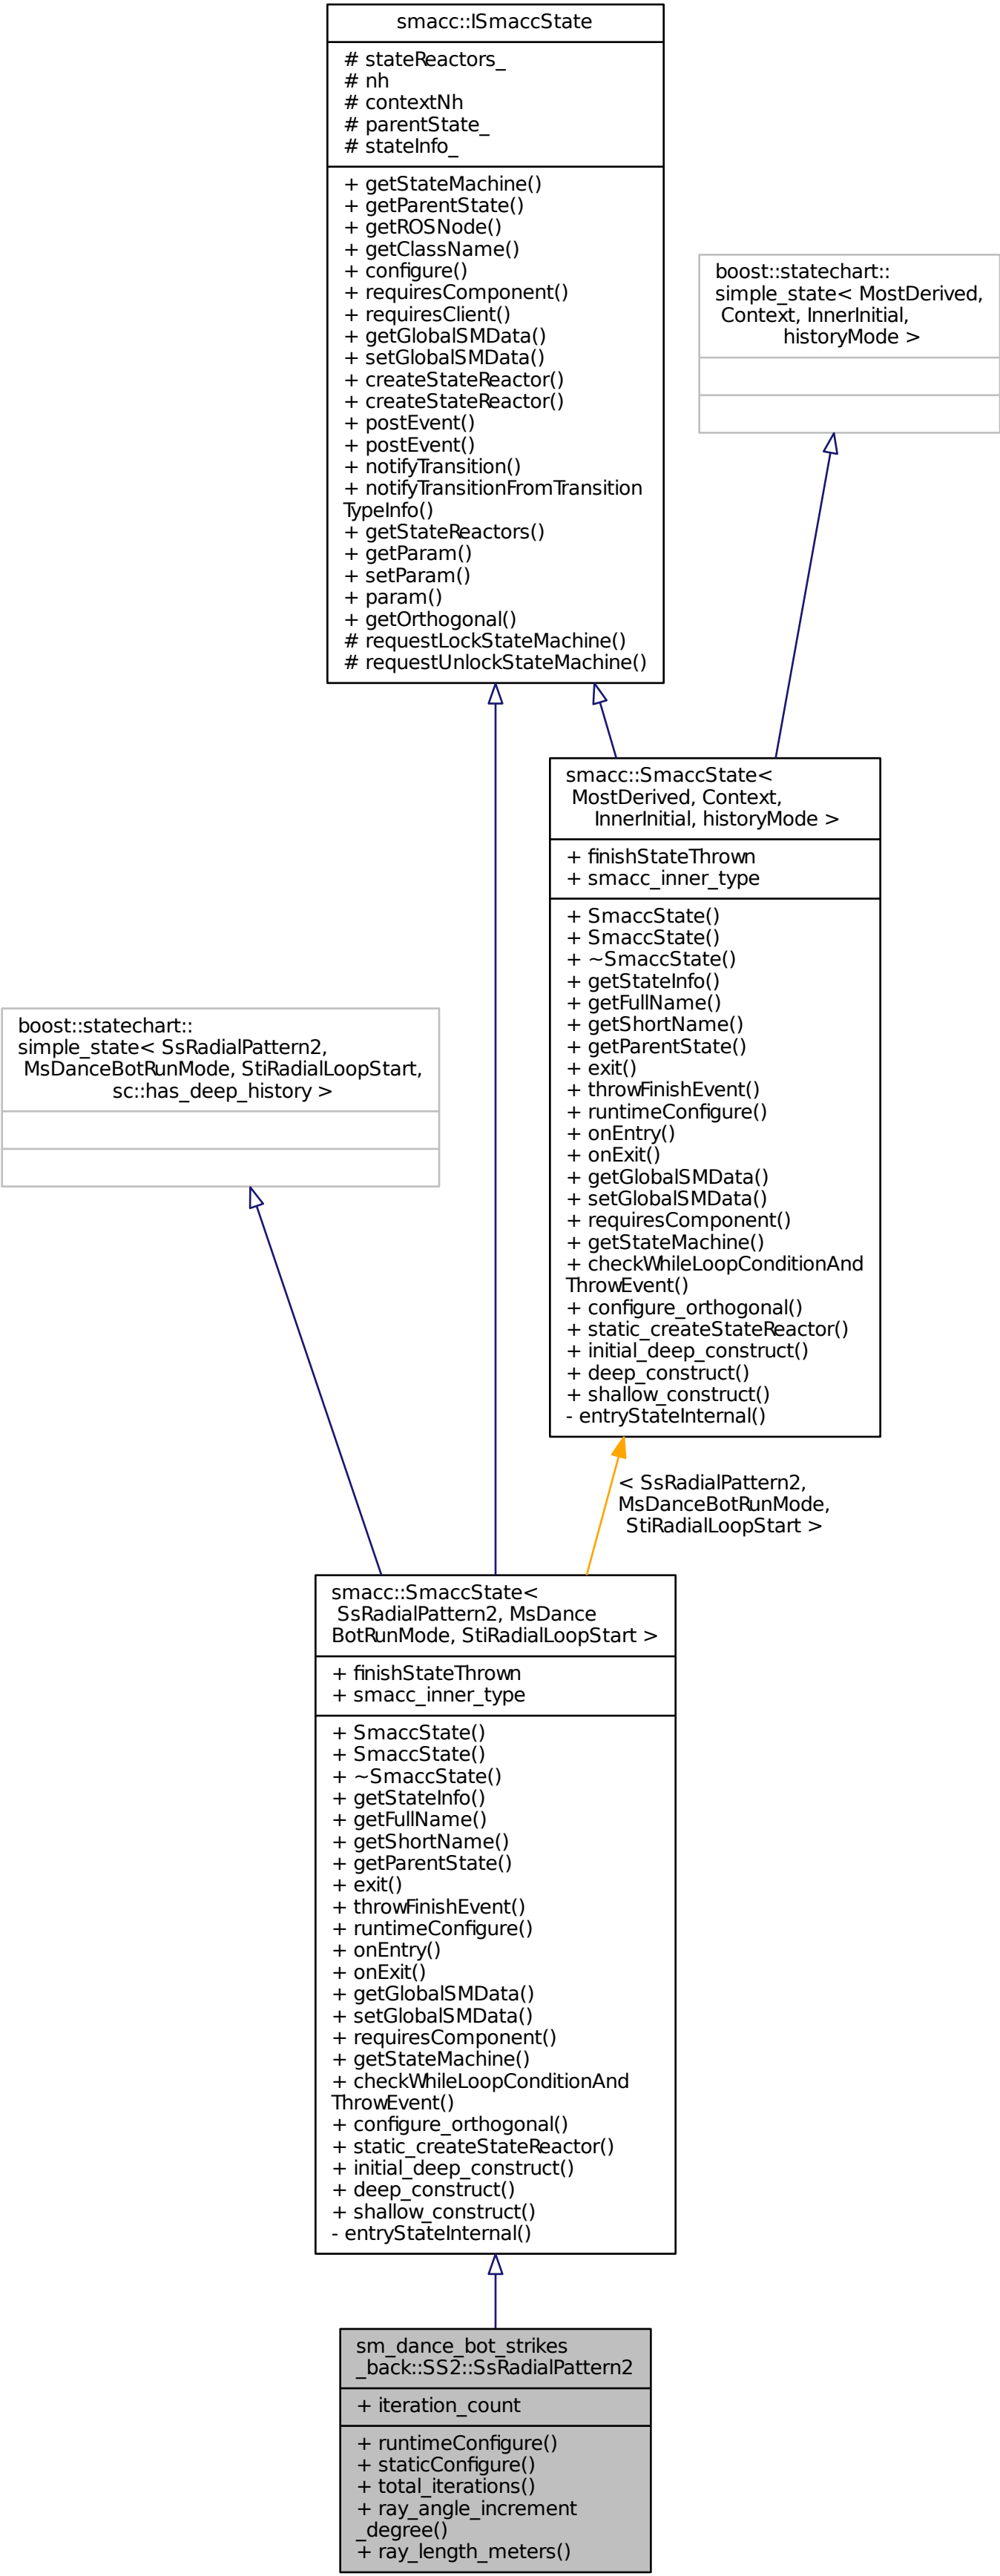 smacc::ISmaccState
# stateReactors_
# nh
# contextNh
# parentState_
# stateInfo_
+ getStateMachine()
+ getParentState()
+ getROSNode()
+ getClassName()
+ configure()
+ requiresComponent()
+ requiresClient()
+ getGlobalSMData()
+ setGlobalSMData()
+ createStateReactor()
+ createStateReactor()
+ postEvent()
+ postEvent()
+ notifyTransition()
+ notifyTransitionFromTransition
TypeInfo()
+ getStateReactors()
+ getParam()
+ setParam()
+ param()
+ getOrthogonal()
# requestLockStateMachine()
# requestUnlockStateMachine()
boost::statechart::
simple_state< MostDerived,
Context, InnerInitial,
historyMode >
smacc::SmaccState<
MostDerived, Context,
InnerInitial, historyMode >
+ finishStateThrown
+ smacc_inner_type
+ SmaccState()
+ SmaccState()
+ ~SmaccState()
+ getStateInfo()
+ getFullName()
+ getShortName()
+ getParentState()
+ exit()
+ throwFinishEvent()
+ runtimeConfigure()
+ onEntry()
+ onExit()
+ getGlobalSMData()
+ setGlobalSMData()
+ requiresComponent()
+ getStateMachine()
+ checkWhileLoopConditionAnd
ThrowEvent()
+ configure_orthogonal()
+ static_createStateReactor()
+ initial_deep_construct()
+ deep_construct()
+ shallow_construct()
- entryStateInternal()
boost::statechart::
simple_state< SsRadialPattern2,
MsDanceBotRunMode, StiRadialLoopStart,
sc::has_deep_history >
< SsRadialPattern2,
MsDanceBotRunMode,
StiRadialLoopStart >
smacc::SmaccState<
SsRadialPattern2, MsDance
BotRunMode, StiRadialLoopStart >
+ finishStateThrown
+ smacc_inner_type
+ SmaccState()
+ SmaccState()
+ ~SmaccState()
+ getStateInfo()
+ getFullName()
+ getShortName()
+ getParentState()
+ exit()
+ throwFinishEvent()
+ runtimeConfigure()
+ onEntry()
+ onExit()
+ getGlobalSMData()
+ setGlobalSMData()
+ requiresComponent()
+ getStateMachine()
+ checkWhileLoopConditionAnd
ThrowEvent()
+ configure_orthogonal()
+ static_createStateReactor()
+ initial_deep_construct()
+ deep_construct()
+ shallow_construct()
- entryStateInternal()
sm_dance_bot_strikes
_back::SS2::SsRadialPattern2
+ iteration_count
+ runtimeConfigure()
+ staticConfigure()
+ total_iterations()
+ ray_angle_increment
_degree()
+ ray_length_meters()